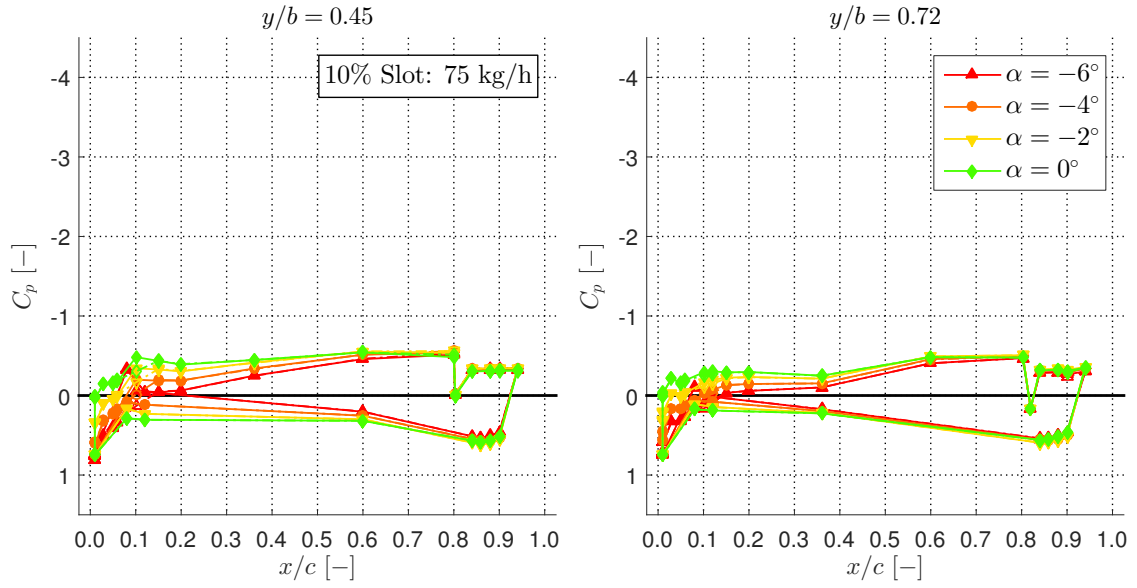 y/b = 0.45
y/b = 0.72
10% Slot: 75 kg/h
α = −6°
α = −4°
α = −2°
α = 0°
-4
-3
-2
-1
0
1
C_p [−]
0.0 0.1 0.2 0.3 0.4 0.5 0.6 0.7 0.8 0.9 1.0
x/c [−]
-4
-3
-2
-1
0
1
C_p [−]
0.0 0.1 0.2 0.3 0.4 0.5 0.6 0.7 0.8 0.9 1.0
x/c [−]